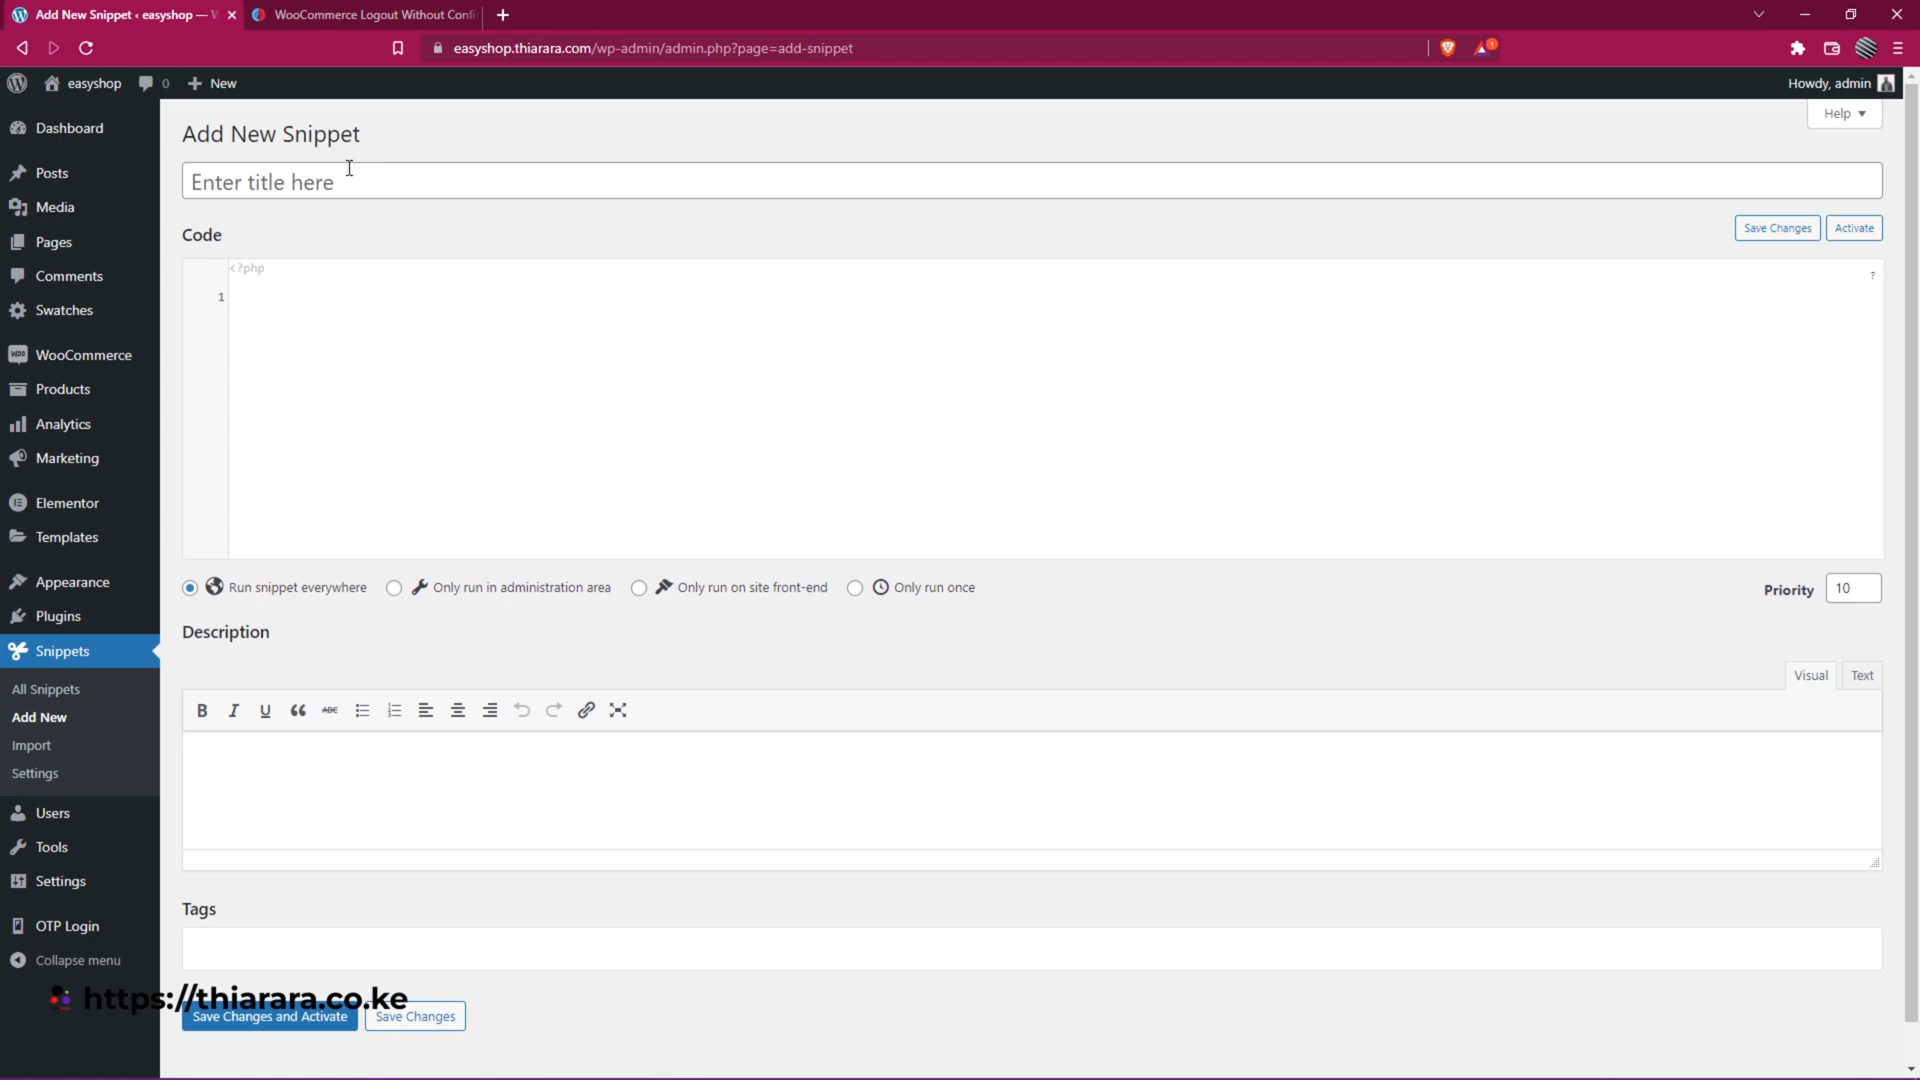 Add New Snippet ‹ easyshop — W
WooCommerce Logout Without Confi
easyshop.thiarara.com/wp-admin/admin.php?page=add-snippet
1
easyshop
0
New
Howdy, admin
Help
Dashboard
Posts
Media
Pages
Comments
Swatches
WooCommerce
Products
Analytics
Marketing
Elementor
Templates
Appearance
Plugins
Snippets
All Snippets
Add New
Import
Settings
Users
Tools
Settings
OTP Login
Collapse menu
Add New Snippet
Enter title here
Code
Save Changes
Activate
<?php
?
1
Run snippet everywhere
Only run in administration area
Only run on site front-end
Only run once
Priority
10
Description
Visual
Text
B I U ABC
Tags
https://thiarara.co.ke
Save Changes and Activate
Save Changes